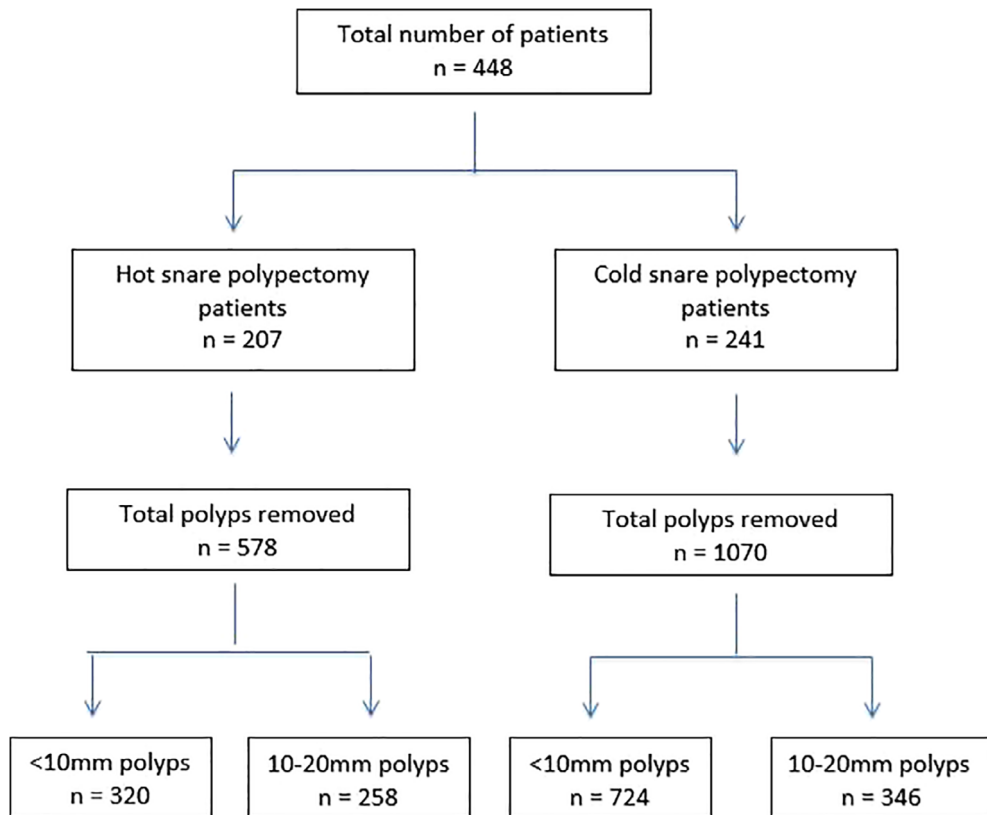 Total number of patients
n = 448
Hot snare polypectomy
patients
n = 207
Cold snare polypectomy
patients
n = 241
Total polyps removed
n = 578
Total polyps removed
n = 1070
<10mm polyps
n = 320
10-20mm polyps
n = 258
<10mm polyps
n = 724
10-20mm polyps
n = 346